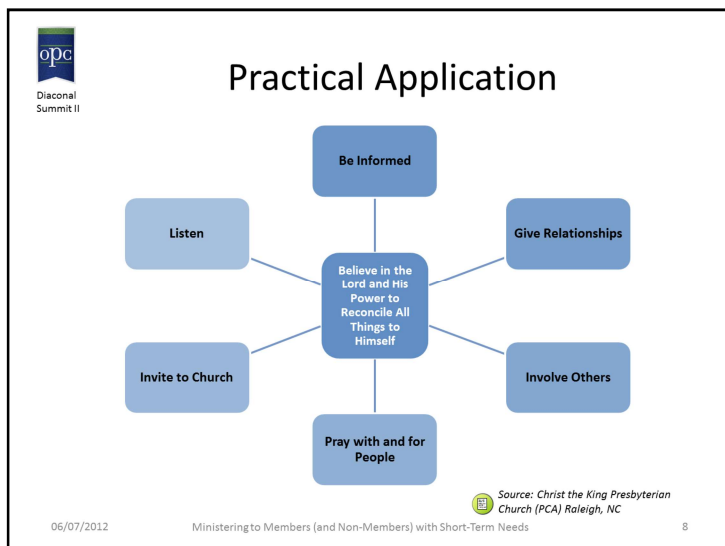 opc
Diaconal
Summit II
Practical Application
Be Informed
Listen
Give Relationships
Believe in the
Lord and His
Power to
Reconcile All
Things to
Himself
Invite to Church
Involve Others
Pray with and for
People
Source: Christ the King Presbyterian
Church (PCA) Raleigh, NC
06/07/2012
Ministering to Members (and Non-Members) with Short-Term Needs
8